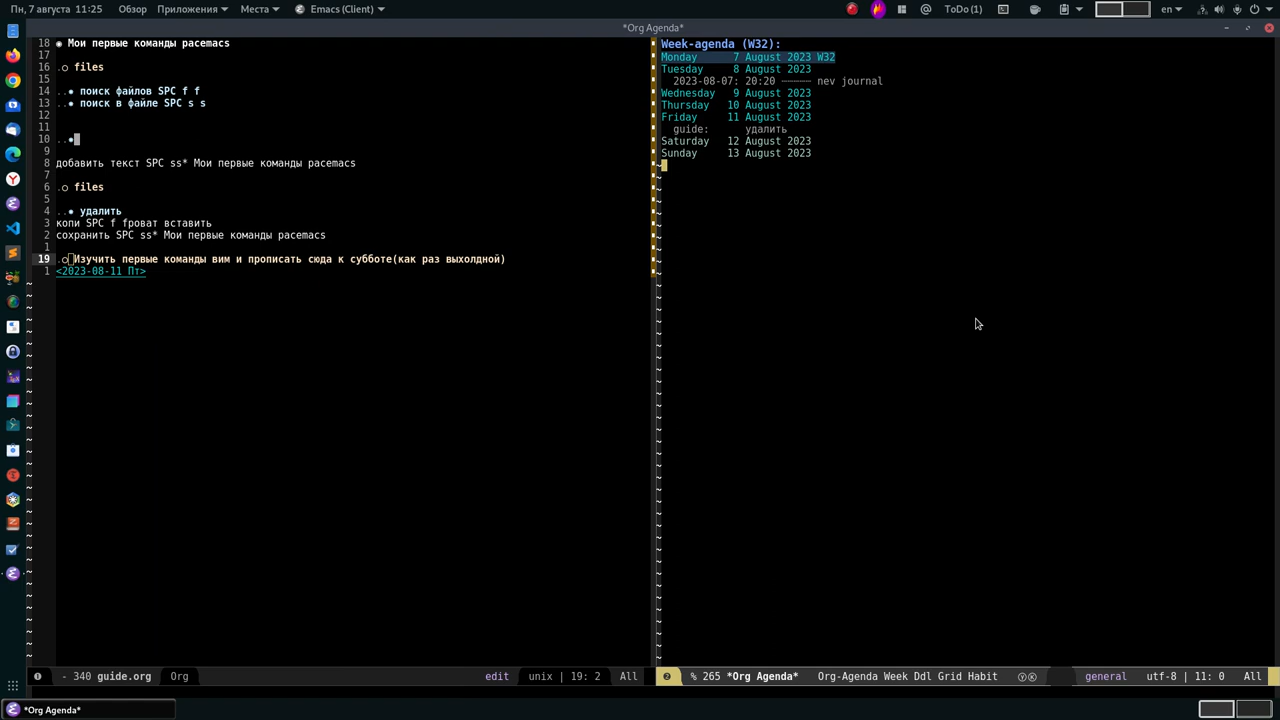 Пн, 7 августа 11:25 Обзор Приложения Места Emacs (Client) ToDo (1) en
*Org Agenda*
18 ◉ Мои первые команды pacemacs
17
16 .○ files
15
14 ..● поиск файлов SPC f f
13 ..● поиск в файле SPC s s
12
11
10 ..●
9
8 добавить текст SPC ss* Мои первые команды pacemacs
7
6 .○ files
5
4 ..● удалить
3 копи SPC f fроват вставить
2 сохранить SPC ss* Мои первые команды pacemacs
1
19 .○ Изучить первые команды вим и прописать сюда к субботе(как раз выхолдной)
1 <2023-08-11 Пт>
❶ - 340 guide.org Org edit unix | 19: 2 All
Week-agenda (W32):
Monday 7 August 2023 W32
Tuesday 8 August 2023
2023-08-07: 20:20 ┄┄┄┄┄ nev journal
Wednesday 9 August 2023
Thursday 10 August 2023
Friday 11 August 2023
guide: удалить
Saturday 12 August 2023
Sunday 13 August 2023
❷ % 265 *Org Agenda* Org-Agenda Week Ddl Grid Habit ⓨⓀ general utf-8 | 11: 0 All
*Org Agenda*